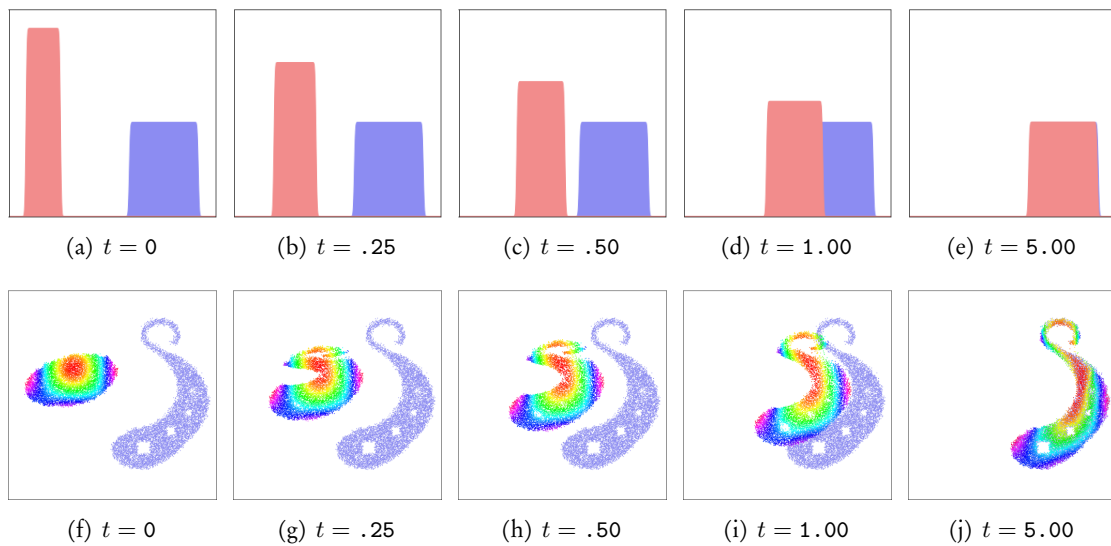 (a) t = 0
(b) t = .25
(c) t = .50
(d) t = 1.00
(e) t = 5.00
(f) t = 0
(g) t = .25
(h) t = .50
(i) t = 1.00
(j) t = 5.00